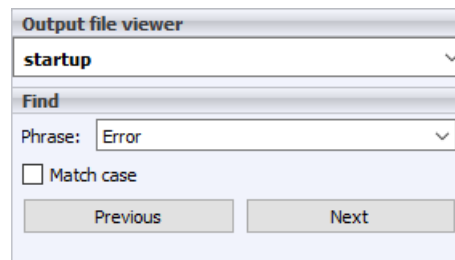 Output file viewer
startup
Find
Phrase: Error
Match case
Previous Next